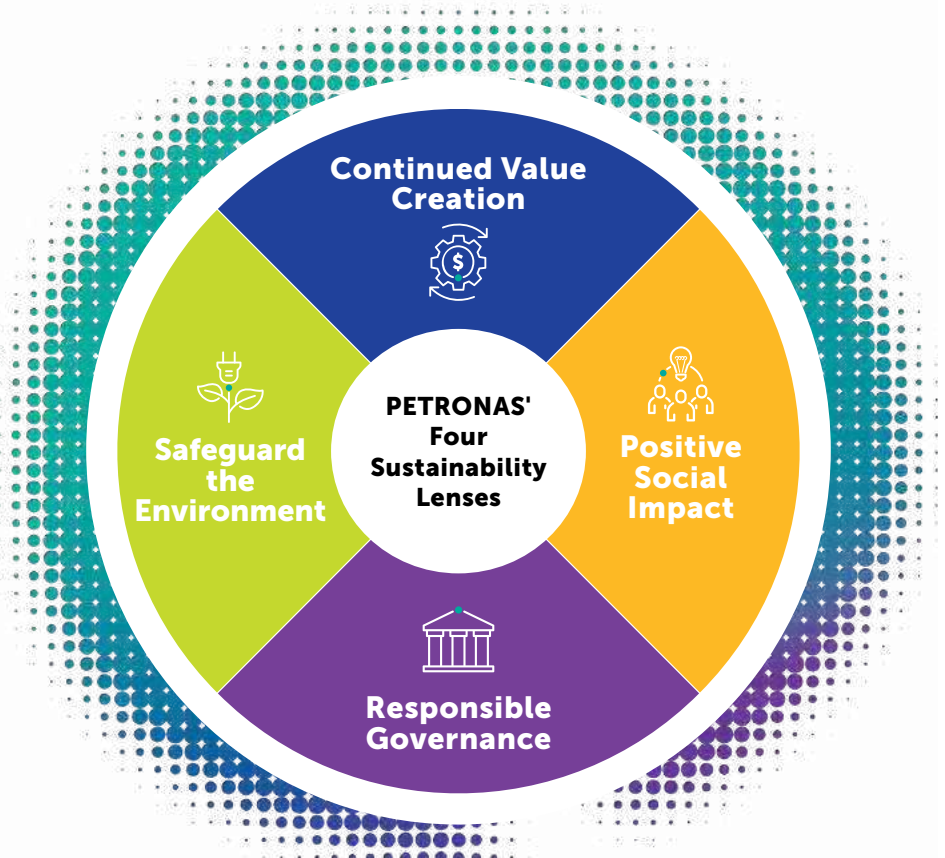 Continued Value
Creation
$
Safeguard
the
Environment
PETRONAS'
Four
Sustainability
Lenses
Positive
Social
Impact
Responsible
Governance